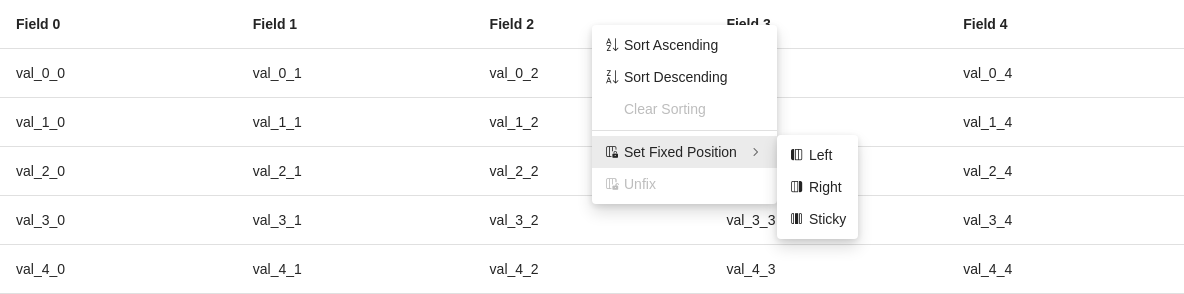 Field 0 Field 1 Field 2 Field 3 Field 4
val_0_0 val_0_1 val_0_2 val_0_4
val_1_0 val_1_1 val_1_2 val_1_4
val_2_0 val_2_1 val_2_2 val_2_4
val_3_0 val_3_1 val_3_2 val_3_3 val_3_4
val_4_0 val_4_1 val_4_2 val_4_3 val_4_4
Sort Ascending
Sort Descending
Clear Sorting
Set Fixed Position
Unfix
Left
Right
Sticky